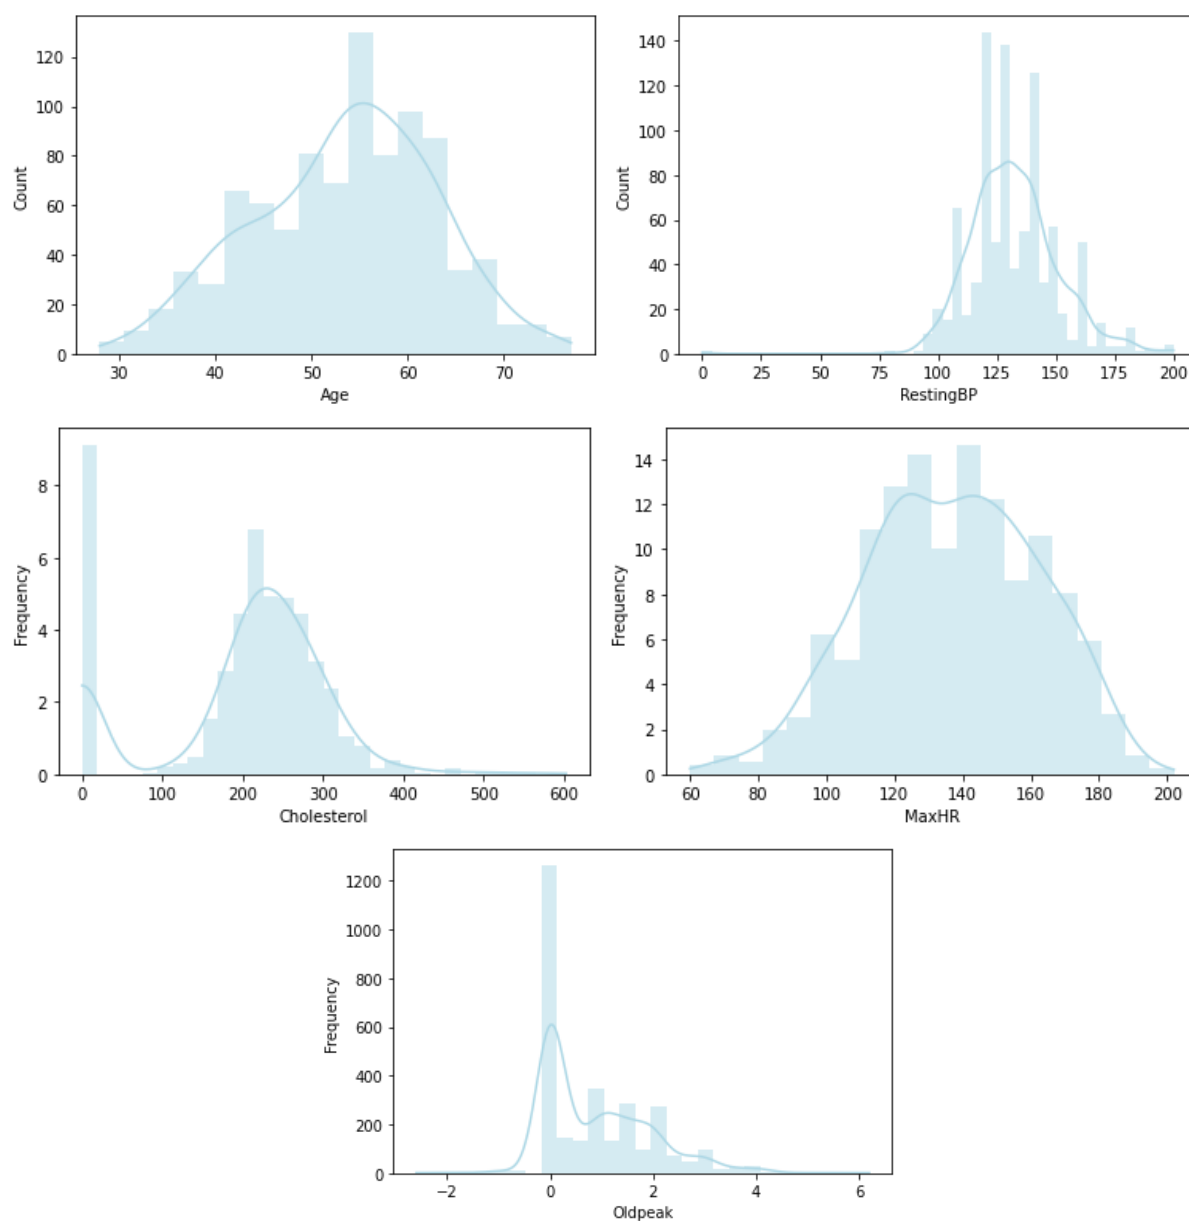 120
100
80
60
40
20
0
Count
30 40 50 60 70
Age
140
120
100
80
60
40
20
0
Count
0 25 50 75 100 125 150 175 200
RestingBP
8
6
4
2
0
Frequency
0 100 200 300 400 500 600
Cholesterol
14
12
10
8
6
4
2
0
Frequency
60 80 100 120 140 160 180 200
MaxHR
1200
1000
800
600
400
200
0
Frequency
−2 0 2 4 6
Oldpeak